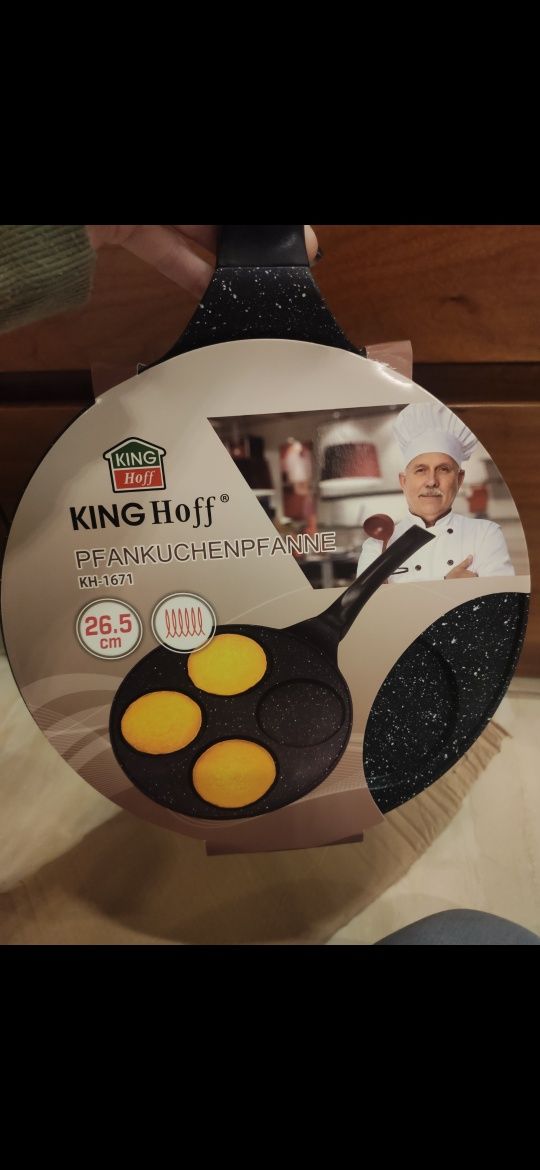 KING
Hoff
KING Hoff®
PFANKUCHENPFANNE
KH-1671
26.5
cm